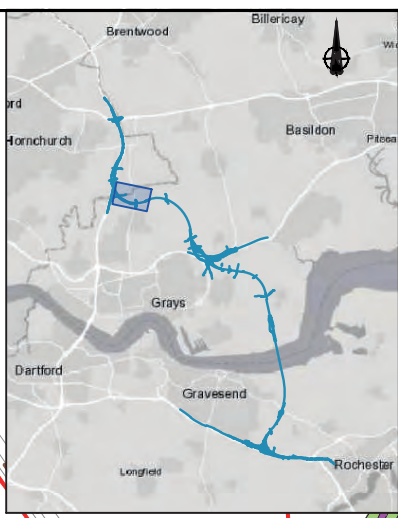 Billericay
Brentwood
Wic
ord
Hornchurch
Basildon
Pitsea
Grays
Dartford
Gravesend
Longfield
Rochester